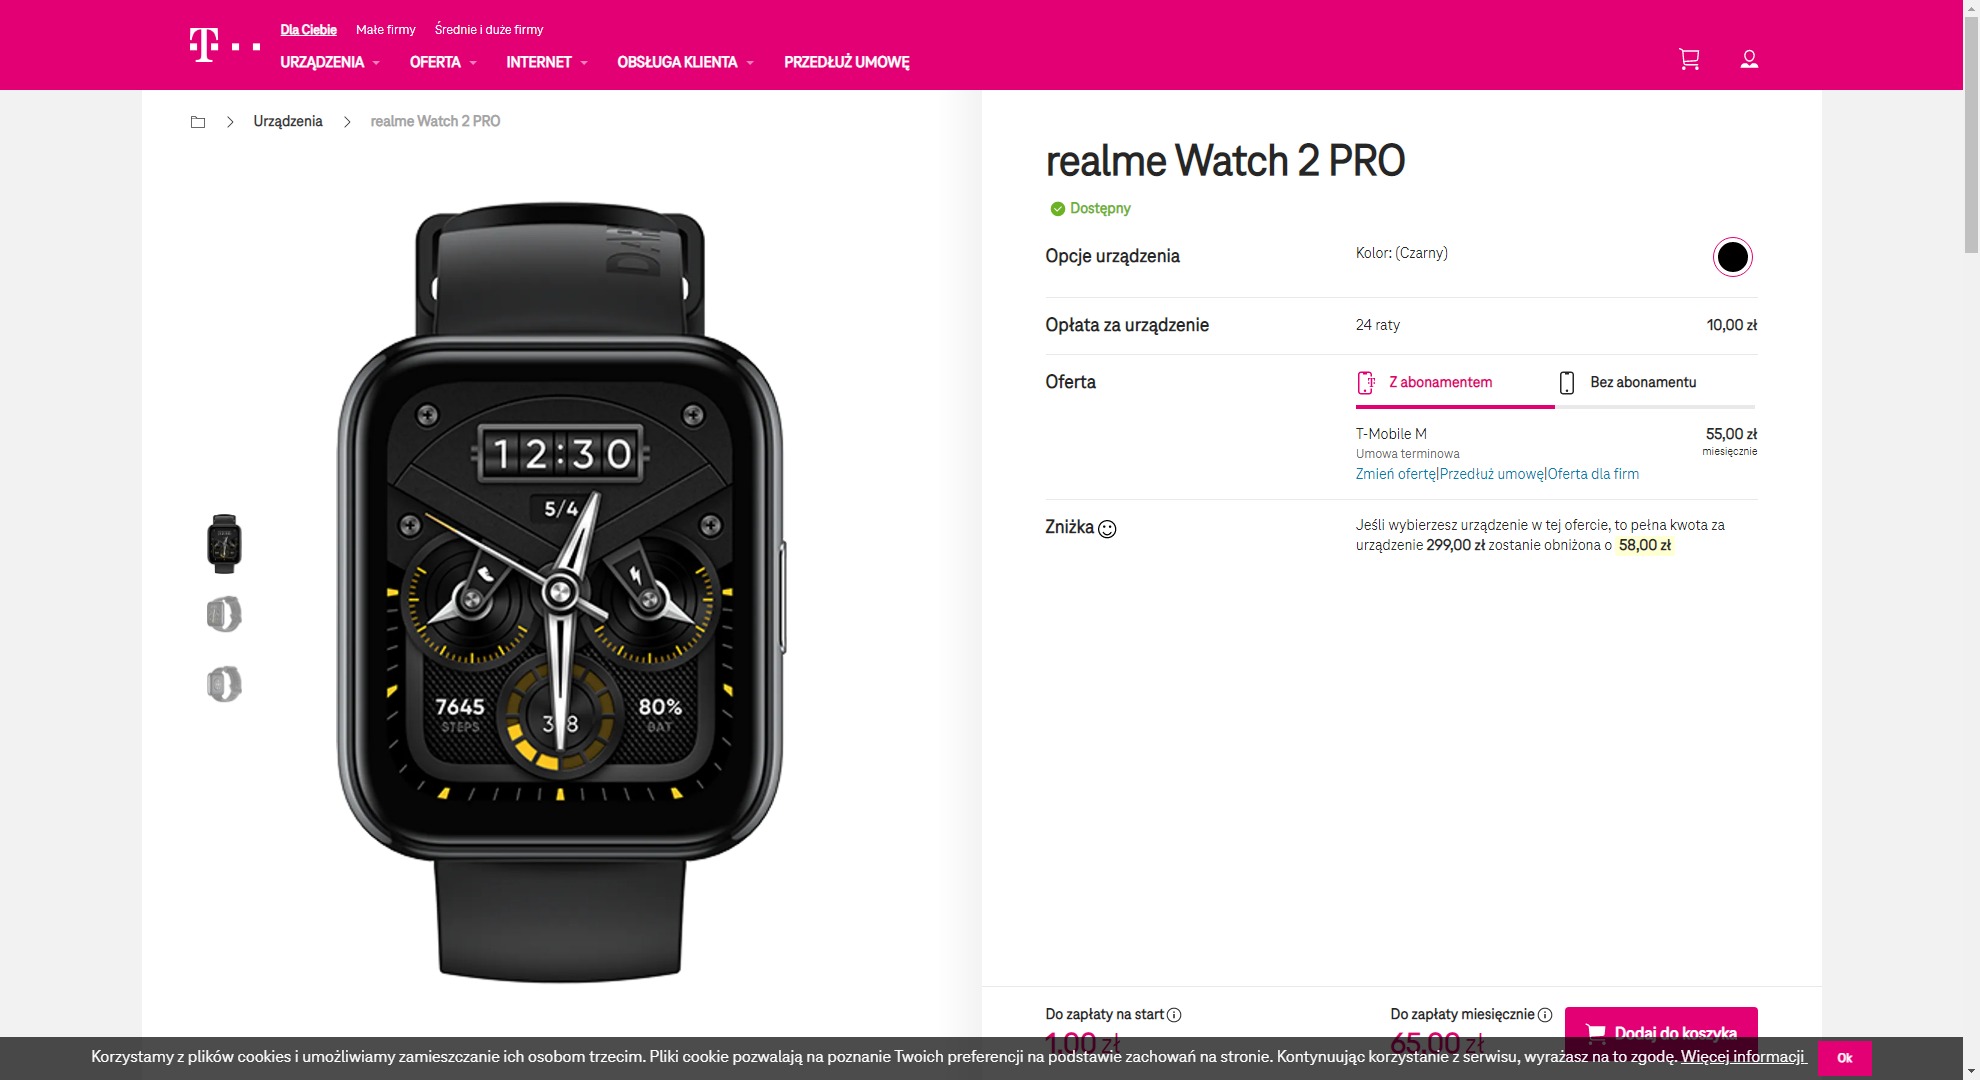 Dla Ciebie Małe firmy Średnie i duże firmy
URZĄDZENIA OFERTA INTERNET OBSŁUGA KLIENTA PRZEDŁUŻ UMOWĘ
Urządzenia realme Watch 2 PRO
realme Watch 2 PRO
Dostępny
Opcje urządzenia Kolor: (Czarny)
Opłata za urządzenie 24 raty 10,00 zł
Oferta Z abonamentem Bez abonamentu
T-Mobile M 55,00 zł
Umowa terminowa miesięcznie
Zmień ofertę|Przedłuż umowę|Oferta dla firm
Zniżka Jeśli wybierzesz urządzenie w tej ofercie, to pełna kwota za
urządzenie 299,00 zł zostanie obniżona o 58,00 zł
12:30
5/4
7645 80%
STEPS BAT
Do zapłaty na start Do zapłaty miesięcznie
1,00 zł 65,00 zł Dodaj do koszyka
Korzystamy z plików cookies i umożliwiamy zamieszczanie ich osobom trzecim. Pliki cookie pozwalają na poznanie Twoich preferencji na podstawie zachowań na stronie. Kontynuując korzystanie z serwisu, wyrażasz na to zgodę. Więcej informacji Ok